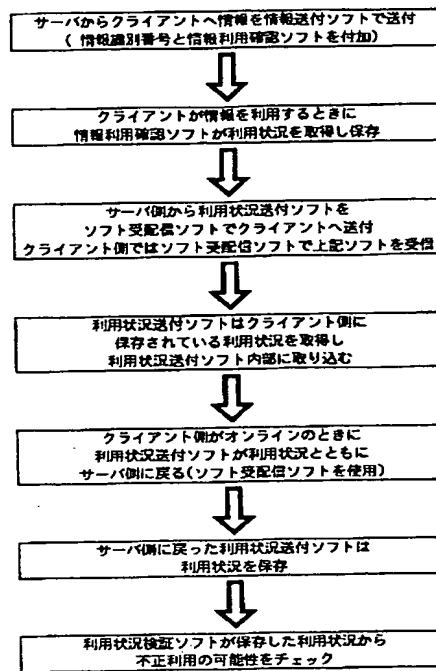 サーバからクライアントへ情報を情報送付ソフトで送付
( 情報識別番号と情報利用確認ソフトを付加)
クライアントが情報を利用するときに
情報利用確認ソフトが利用状況を取得し保存
サーバ側から利用状況送付ソフトを
ソフト受配信ソフトでクライアントへ送付
クライアント側ではソフト受配信ソフトで上記ソフトを受信
利用状況送付ソフトはクライアント側に
保存されている利用状況を取得し
利用状況送付ソフト内部に取り込む
クライアント側がオンラインのときに
利用状況送付ソフトが利用状況とともに
サーバ側に戻る(ソフト受配信ソフトを使用)
サーバ側に戻った利用状況送付ソフトは
利用状況を保存
利用状況検証ソフトが保存した利用状況から
不正利用の可能性をチェック